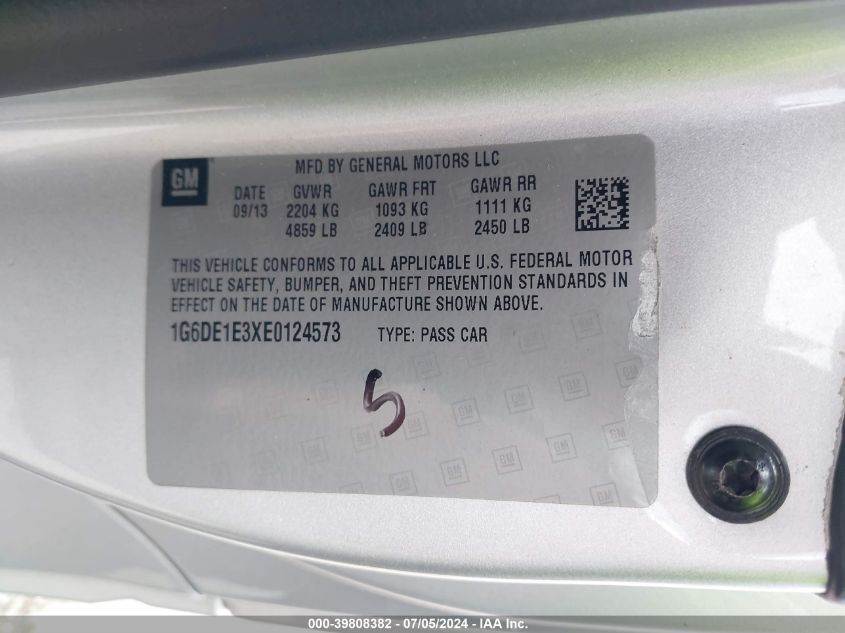 GM
MFD BY GENERAL MOTORS LLC
DATE GVWR GAWR FRT GAWR RR
09/13 2204 KG 1093 KG 1111 KG
4859 LB 2409 LB 2450 LB
THIS VEHICLE CONFORMS TO ALL APPLICABLE U.S. FEDERAL MOTOR
VEHICLE SAFETY, BUMPER, AND THEFT PREVENTION STANDARDS IN
EFFECT ON THE DATE OF MANUFACTURE SHOWN ABOVE.
1G6DE1E3XE0124573 TYPE: PASS CAR
5
000-39808382 - 07/05/2024 - IAA Inc.